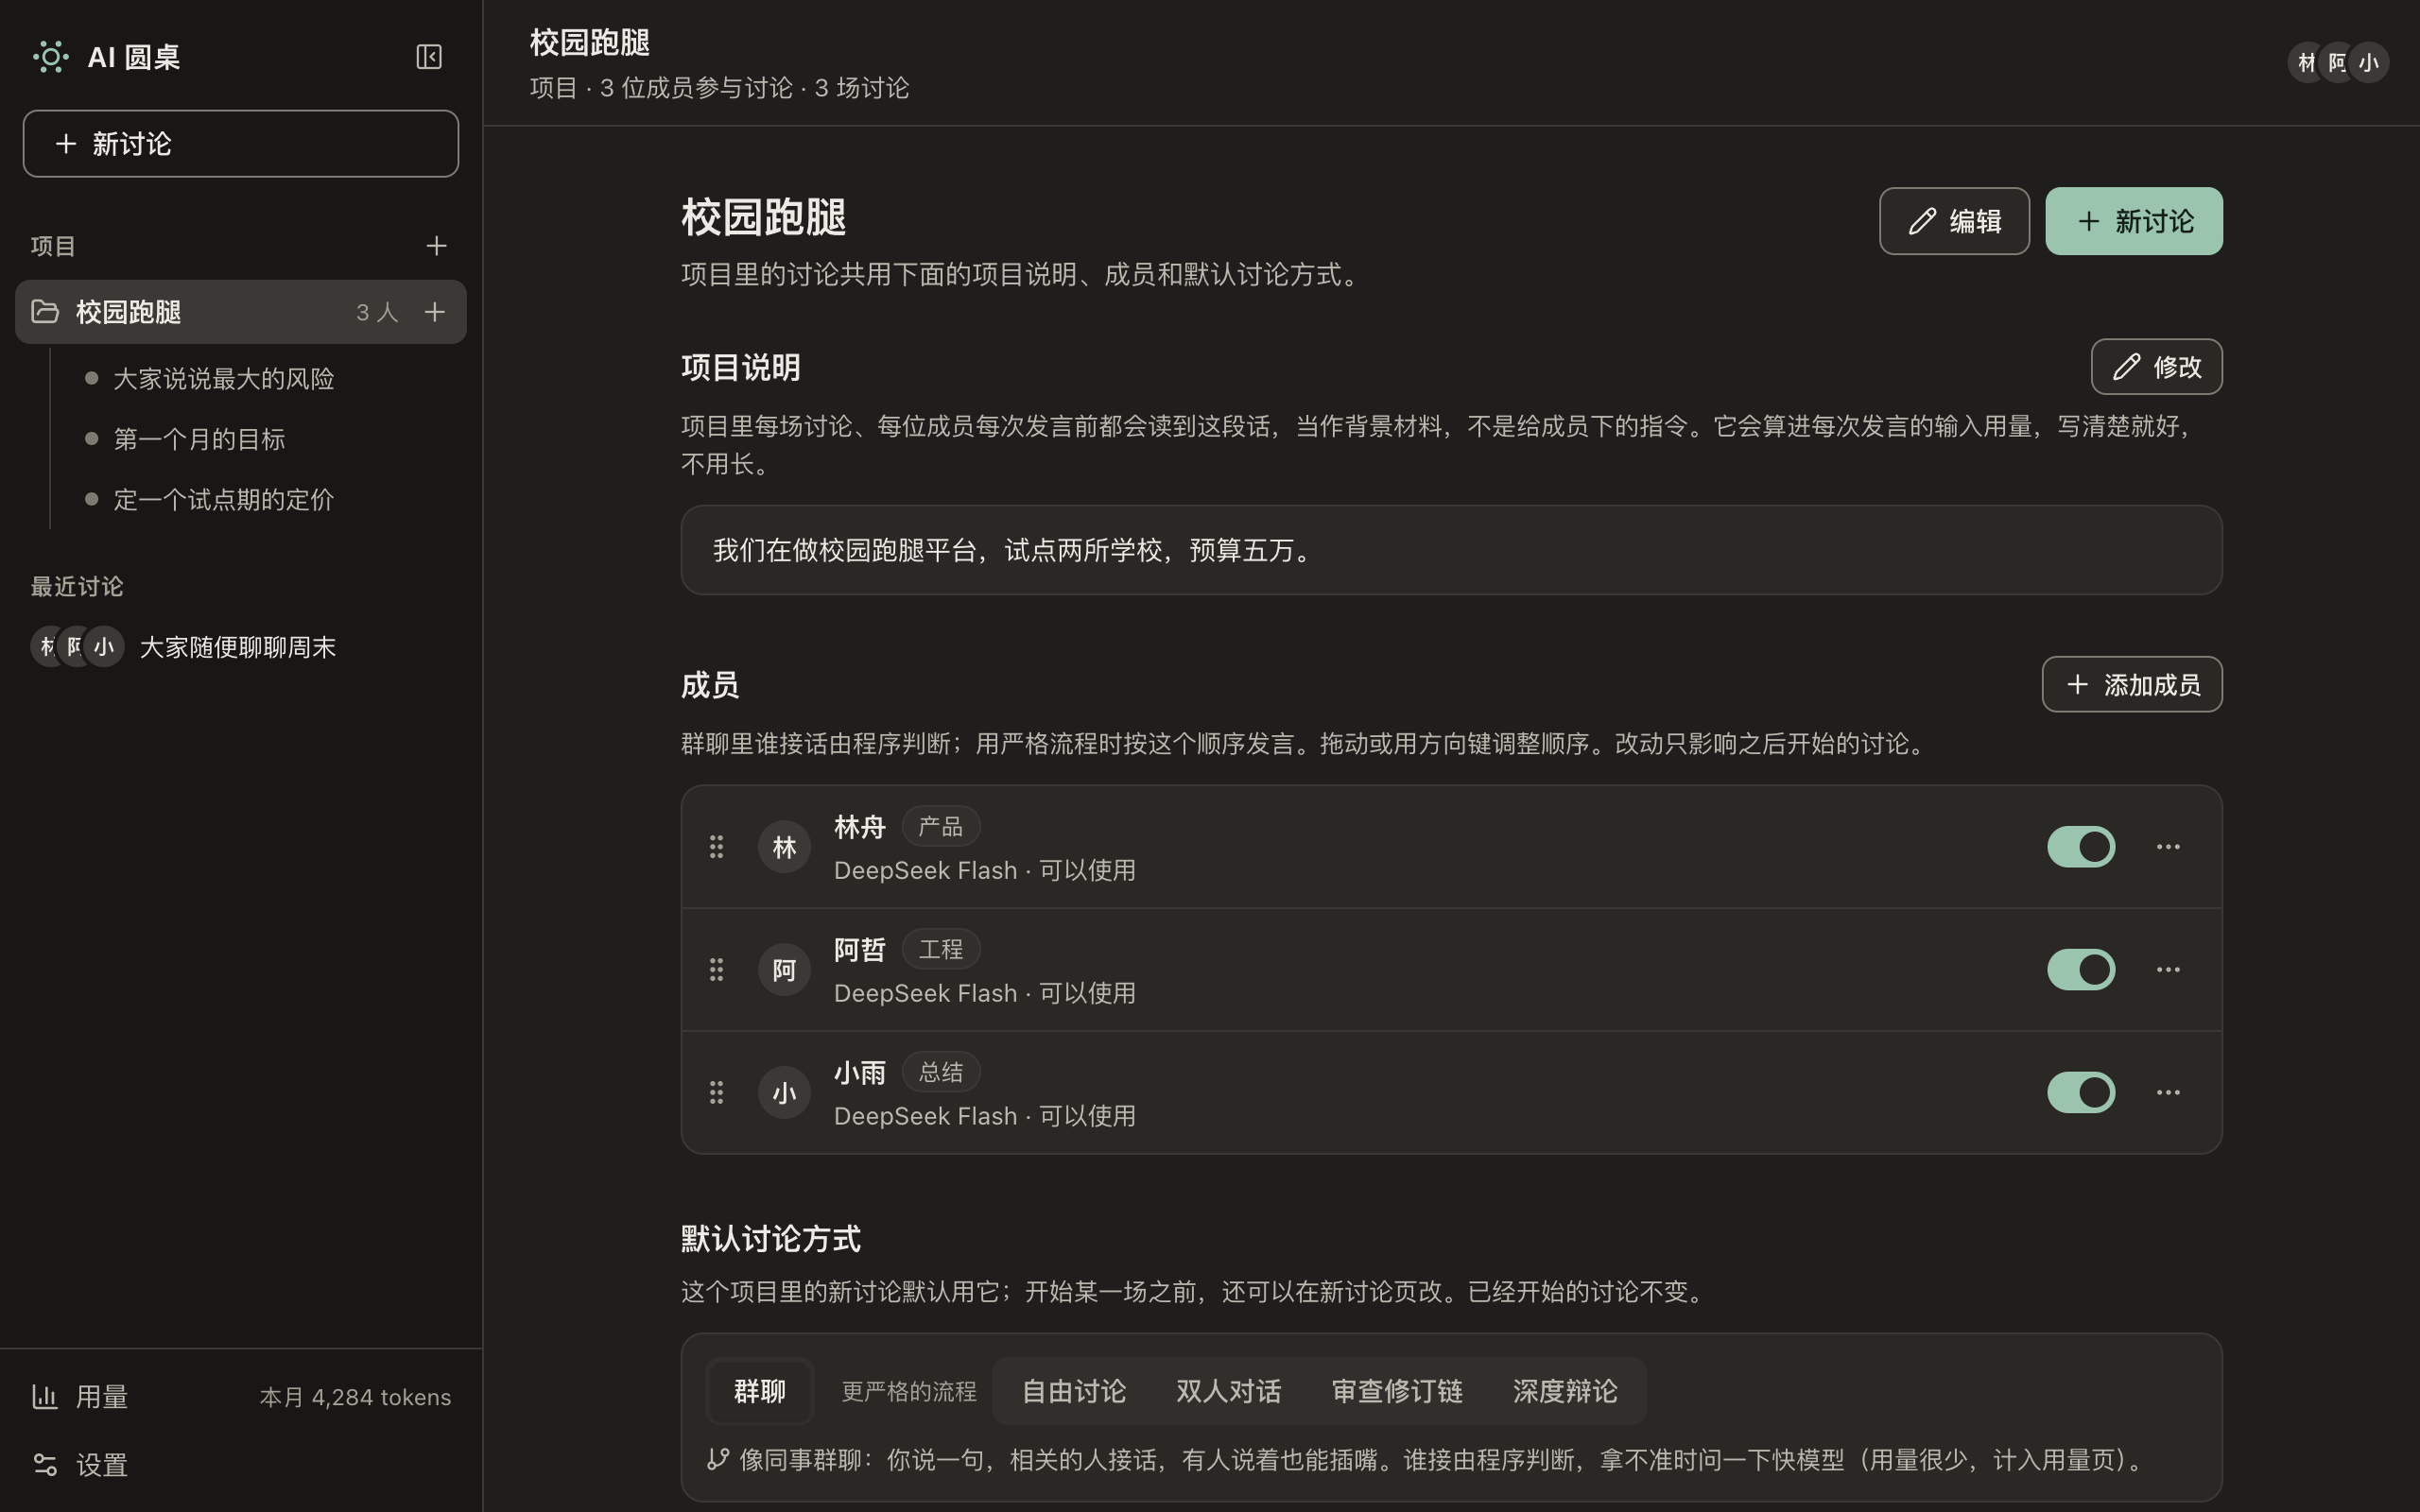 AI 圆桌
新讨论
项目
校园跑腿 3 人
大家说说最大的风险
第一个月的目标
定一个试点期的定价
最近讨论
林 阿 小 大家随便聊聊周末
用量 本月 4,284 tokens
设置
校园跑腿
项目 · 3 位成员参与讨论 · 3 场讨论
林 阿 小
校园跑腿
编辑
新讨论
项目里的讨论共用下面的项目说明、成员和默认讨论方式。
项目说明
修改
项目里每场讨论、每位成员每次发言前都会读到这段话，当作背景材料，不是给成员下的指令。它会算进每次发言的输入用量，写清楚就好，
不用长。
我们在做校园跑腿平台，试点两所学校，预算五万。
成员
添加成员
群聊里谁接话由程序判断；用严格流程时按这个顺序发言。拖动或用方向键调整顺序。改动只影响之后开始的讨论。
林
林舟 产品
DeepSeek Flash · 可以使用
阿
阿哲 工程
DeepSeek Flash · 可以使用
小
小雨 总结
DeepSeek Flash · 可以使用
默认讨论方式
这个项目里的新讨论默认用它；开始某一场之前，还可以在新讨论页改。已经开始的讨论不变。
群聊 更严格的流程 自由讨论 双人对话 审查修订链 深度辩论
像同事群聊：你说一句，相关的人接话，有人说着也能插嘴。谁接由程序判断，拿不准时问一下快模型（用量很少，计入用量页）。